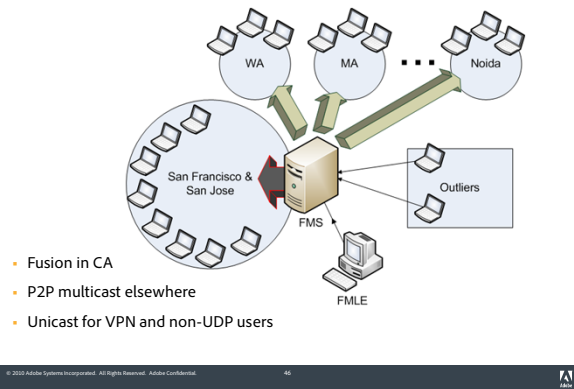 WA
MA
Noida
San Francisco &
San Jose
Outliers
FMS
FMLE
Fusion in CA
P2P multicast elsewhere
Unicast for VPN and non-UDP users
© 2010 Adobe Systems Incorporated. All Rights Reserved. Adobe Confidential.
46
Adobe